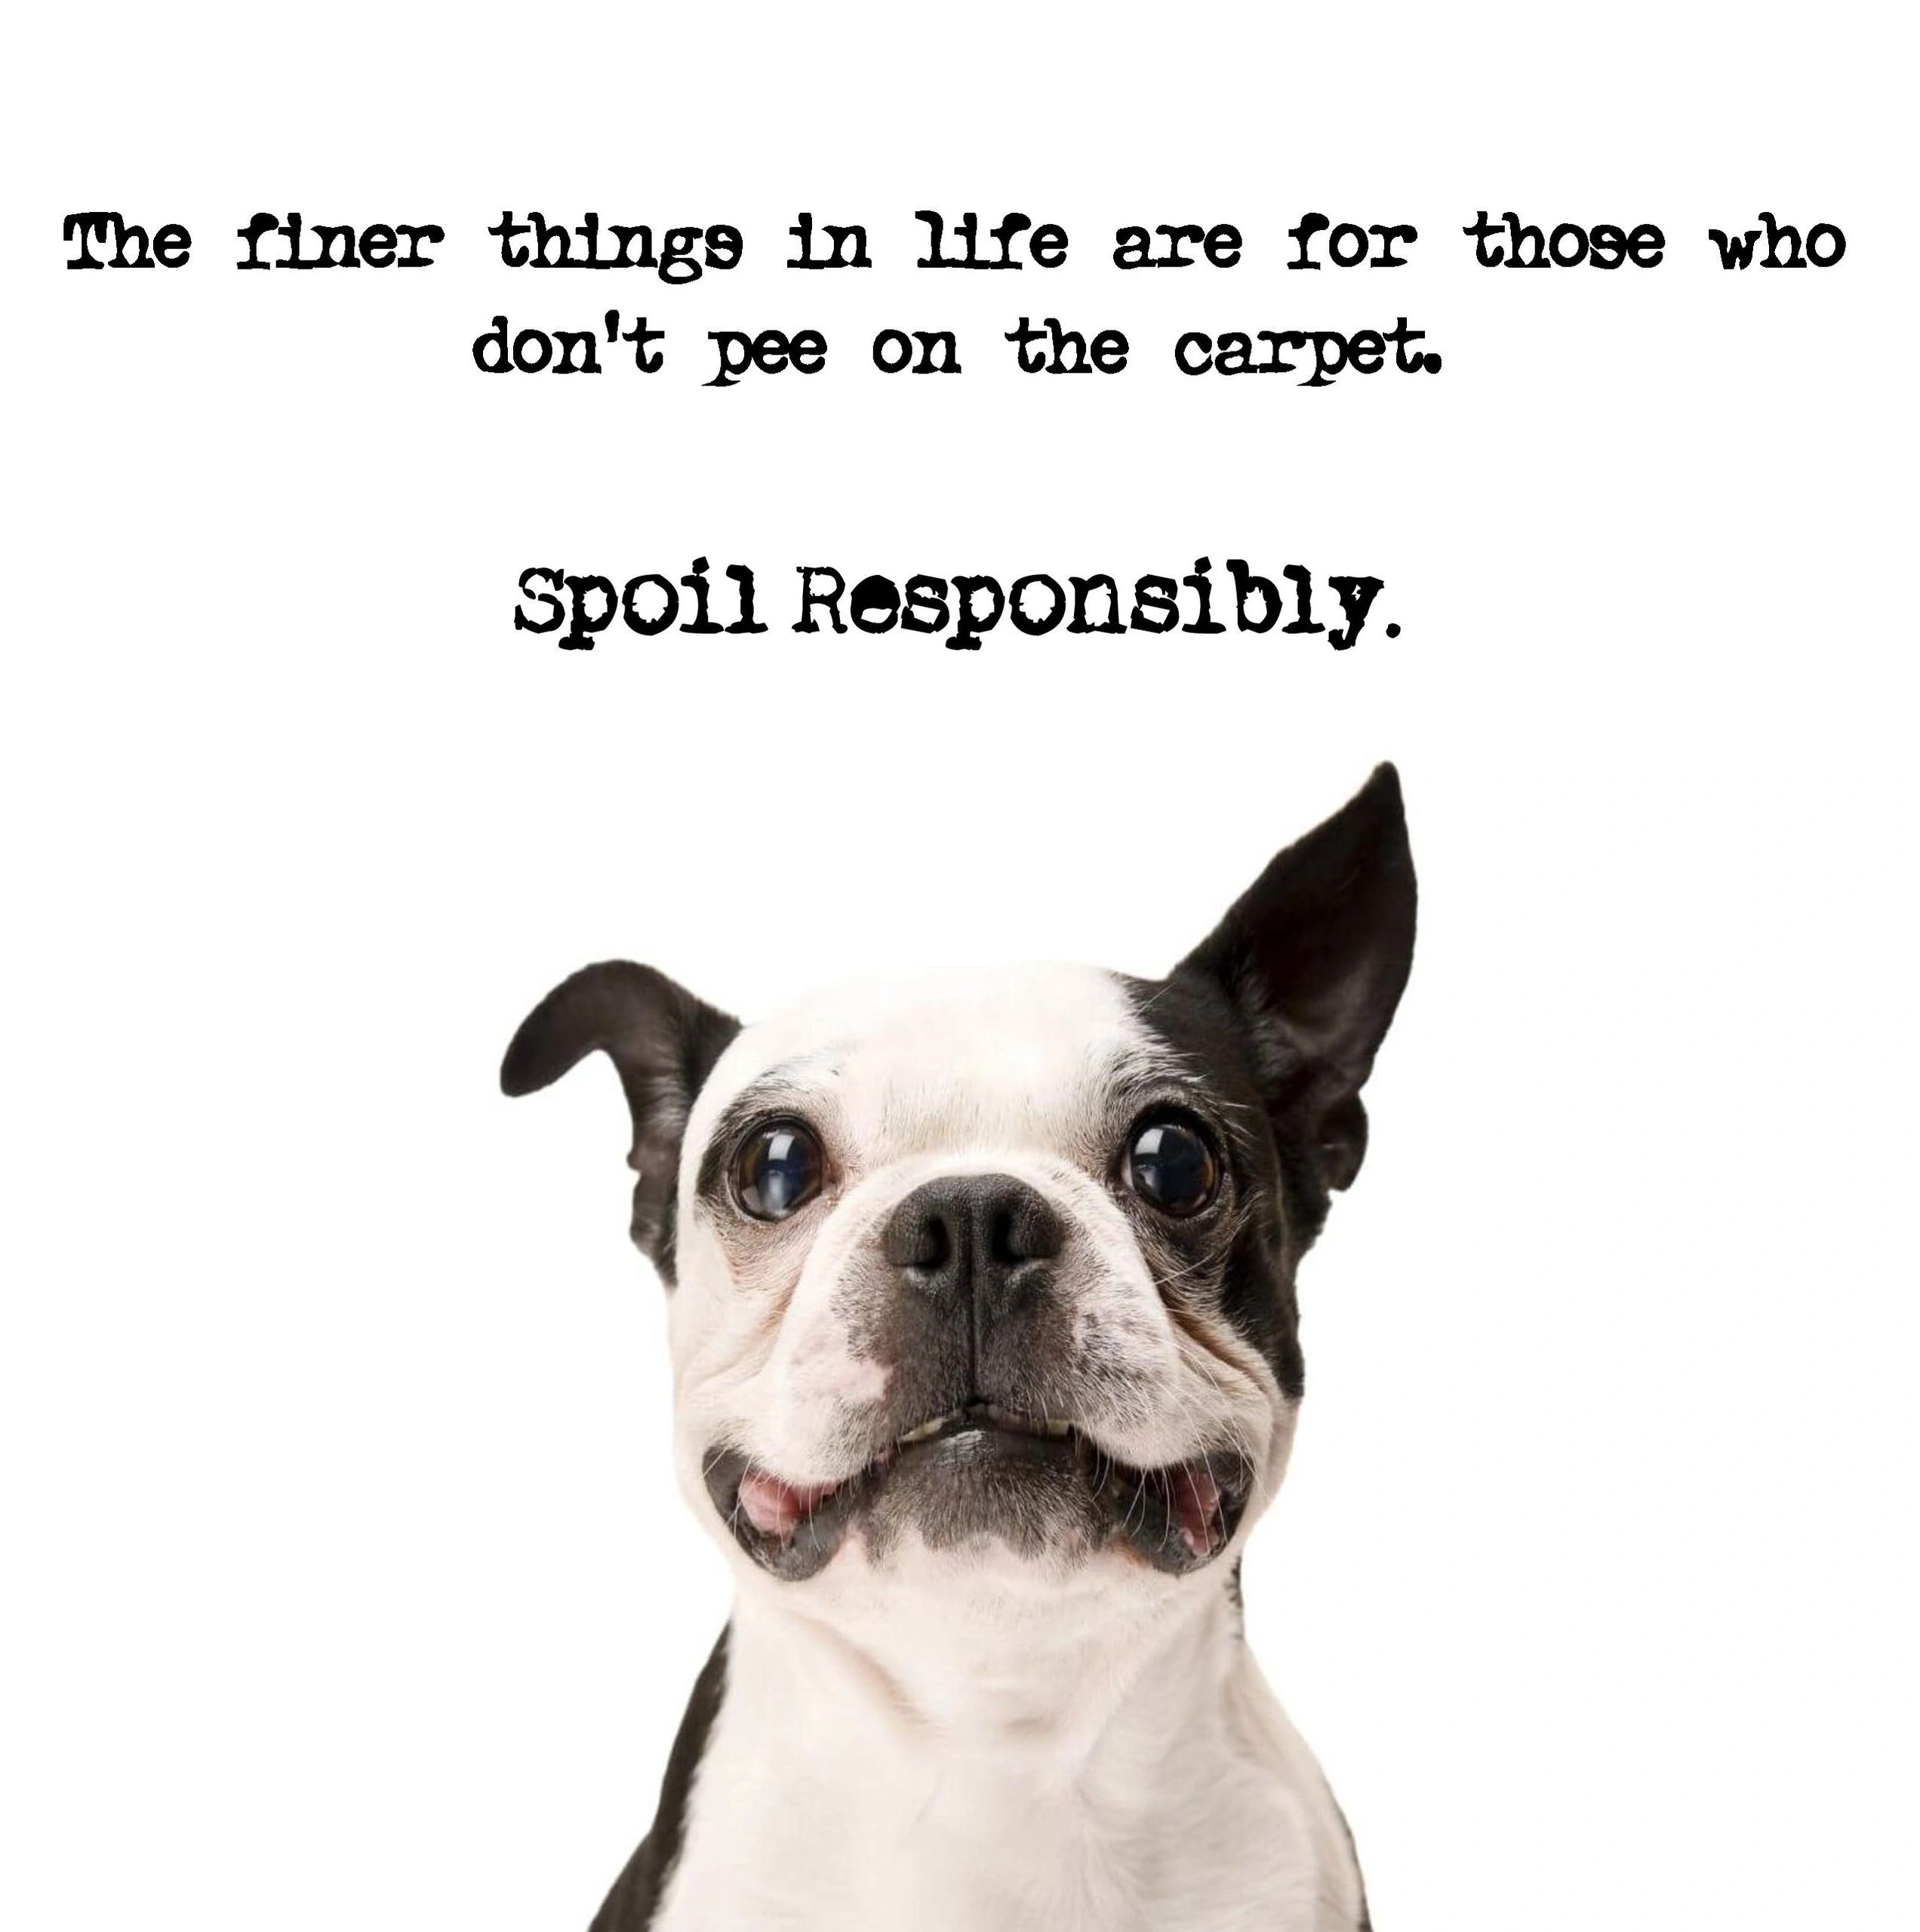 The finer things in life are for those who
don't pee on the carpet.
Spoil Responsibly.